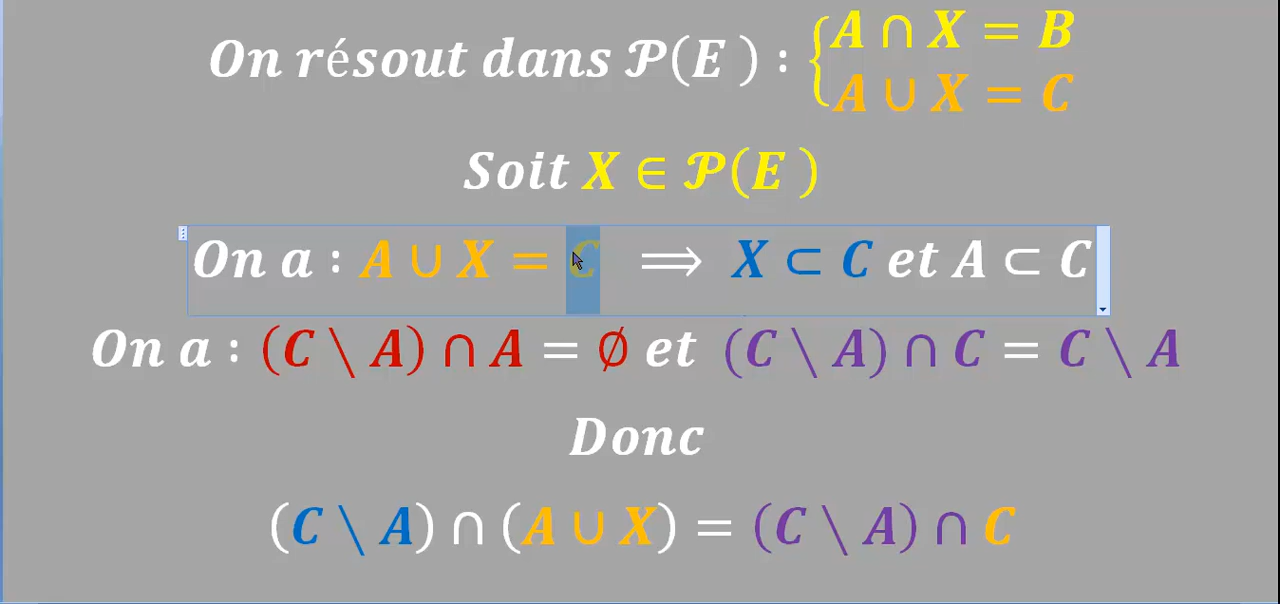 On résout dans 𝒫(E ) : { A ∩ X = B
A ∪ X = C
Soit X ∈ 𝒫(E )
On a : A ∪ X = C ⟹ X ⊂ C et A ⊂ C
On a : (C \ A) ∩ A = ∅ et (C \ A) ∩ C = C \ A
Donc
(C \ A) ∩ (A ∪ X) = (C \ A) ∩ C